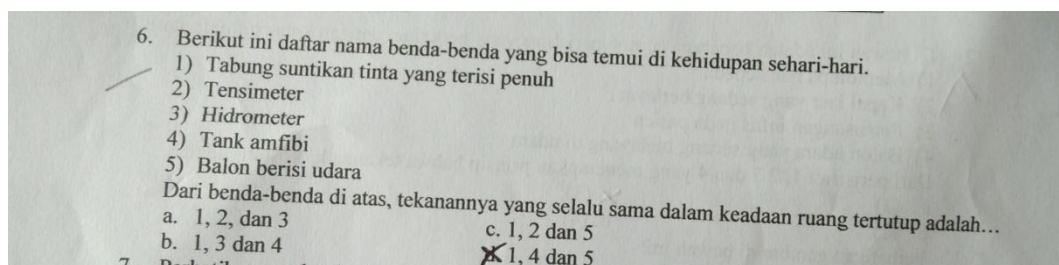 6. Berikut ini daftar nama benda-benda yang bisa temui di kehidupan sehari-hari.
1) Tabung suntikan tinta yang terisi penuh
2) Tensimeter
3) Hidrometer
4) Tank amfibi
5) Balon berisi udara
Dari benda-benda di atas, tekanannya yang selalu sama dalam keadaan ruang tertutup adalah...
a. 1, 2, dan 3
c. 1, 2 dan 5
b. 1, 3 dan 4
1, 4 dan 5
7.